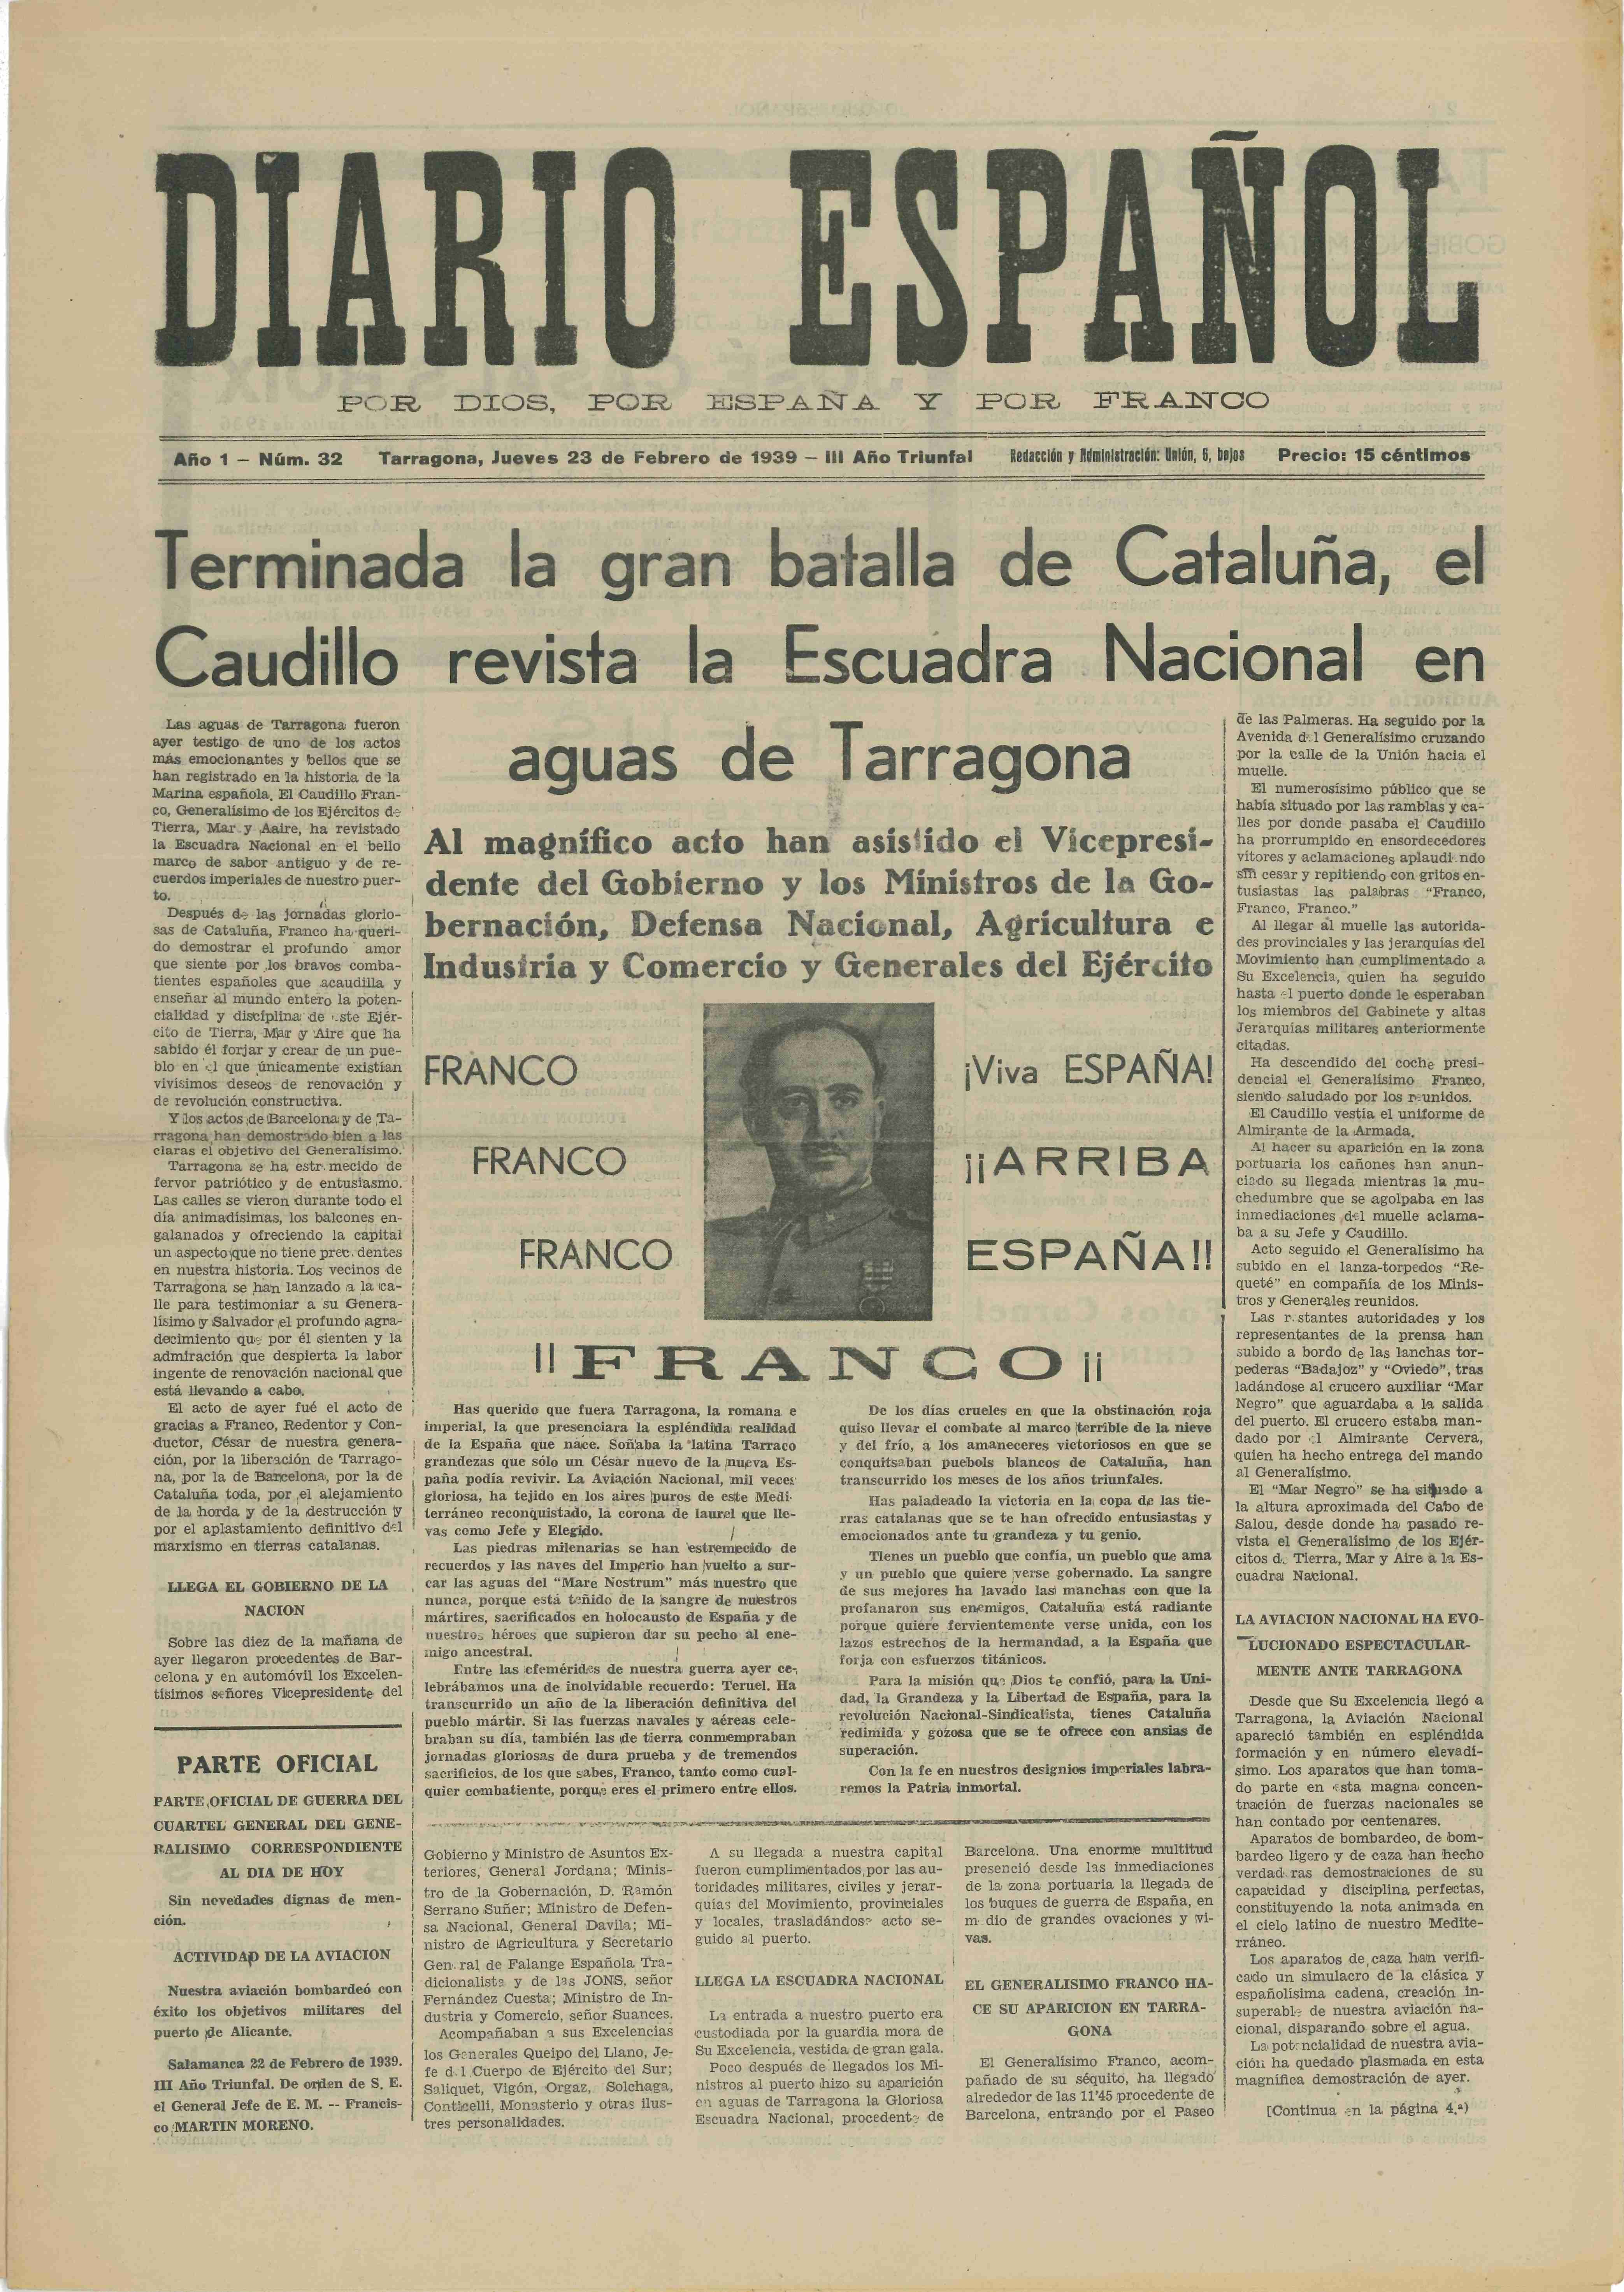 DIARIO ESPAÑOL
POR DIOS, POR ESPAÑA Y POR FRANCO
Año 1 – Núm. 32 Tarragona, Jueves 23 de Febrero de 1939 – III Año Triunfal Redacción y Administración: Unión, 6, bajos Precio: 15 céntimos
Terminada la gran batalla de Cataluña, el
Caudillo revista la Escuadra Nacional en
aguas de Tarragona
Al magnífico acto han asistido el Vicepresi-
dente del Gobierno y los Ministros de la Go-
bernación, Defensa Nacional, Agricultura e
Industria y Comercio y Generales del Ejército
FRANCO
FRANCO
FRANCO
¡Viva ESPAÑA!
¡¡ARRIBA
ESPAÑA!!
!!FRANCO¡¡
Las aguas de Tarragona fueron
ayer testigo de uno de los actos
más emocionantes y bellos que se
han registrado en la historia de la
Marina española. El Caudillo Fran-
co, Generalísimo de los Ejércitos de
Tierra, Mar y Aaire, ha revistado
la Escuadra Nacional en el bello
marco de sabor antiguo y de re-
cuerdos imperiales de nuestro puer-
to.
Después de las jornadas glorio-
sas de Cataluña, Franco ha queri-
do demostrar el profundo amor
que siente por los bravos comba-
tientes españoles que acaudilla y
enseñar al mundo entero la poten-
cialidad y disciplina de este Ejér-
cito de Tierra, Mar y Aire que ha
sabido él forjar y crear de un pue-
blo en el que únicamente existían
vivísimos deseos de renovación y
de revolución constructiva.
Y los actos de Barcelona y de Ta-
rragona han demostrado bien a las
claras el objetivo del Generalísimo.
Tarragona se ha estremecido de
fervor patriótico y de entusiasmo.
Las calles se vieron durante todo el
día animadísimas, los balcones en-
galanados y ofreciendo la capital
un aspecto que no tiene precedentes
en nuestra historia. Los vecinos de
Tarragona se han lanzado a la ca-
lle para testimoniar a su Genera-
lísimo y Salvador el profundo agra-
decimiento que por él sienten y la
admiración que despierta la labor
ingente de renovación nacional que
está llevando a cabo.
El acto de ayer fué el acto de
gracias a Franco, Redentor y Con-
ductor, César de nuestra genera-
ción, por la liberación de Tarrago-
na, por la de Barcelona, por la de
Cataluña toda, por el alejamiento
de la horda y de la destrucción y
por el aplastamiento definitivo del
marxismo en tierras catalanas.
LLEGA EL GOBIERNO DE LA
NACION
Sobre las diez de la mañana de
ayer llegaron procedentes de Bar-
celona y en automóvil los Excelen-
tísimos señores Vicepresidente del
PARTE OFICIAL
PARTE OFICIAL DE GUERRA DEL
CUARTEL GENERAL DEL GENE-
RALISIMO CORRESPONDIENTE
AL DIA DE HOY
Sin novedades dignas de men-
ción.
ACTIVIDAD DE LA AVIACION
Nuestra aviación bombardeó con
éxito los objetivos militares del
puerto de Alicante.
Salamanca 22 de Febrero de 1939.
III Año Triunfal. De orden de S. E.
el General Jefe de E. M. -- Francis-
co MARTIN MORENO.
Has querido que fuera Tarragona, la romana e
imperial, la que presenciara la espléndida realidad
de la España que nace. Soñaba la latina Tarraco
grandezas que sólo un César nuevo de la nueva Es-
paña podía revivir. La Aviación Nacional, mil veces
gloriosa, ha tejido en los aires puros de este Medi-
terráneo reconquistado, la corona de laurel que lle-
vas como Jefe y Elegido.
Las piedras milenarias se han estremecido de
recuerdos y las naves del Imperio han vuelto a sur-
car las aguas del "Mare Nostrum" más nuestro que
nunca, porque está teñido de la sangre de nuestros
mártires, sacrificados en holocausto de España y de
nuestros héroes que supieron dar su pecho al ene-
migo ancestral.
Entre las efemérides de nuestra guerra ayer ce-
lebrábamos una de inolvidable recuerdo: Teruel. Ha
transcurrido un año de la liberación definitiva del
pueblo mártir. Si las fuerzas navales y aéreas cele-
braban su día, también las de tierra conmempraban
jornadas gloriosas de dura prueba y de tremendos
sacrificios, de los que sabes, Franco, tanto como cual-
quier combatiente, porque eres el primero entre ellos.
De los días crueles en que la obstinación roja
quiso llevar el combate al marco terrible de la nieve
y del frío, a los amaneceres victoriosos en que se
conquitsaban puebols blancos de Cataluña, han
transcurrido los meses de los años triunfales.
Has paladeado la victoria en la copa de las tie-
rras catalanas que se te han ofrecido entusiastas y
emocionados ante tu grandeza y tu genio.
Tienes un pueblo que confía, un pueblo que ama
y un pueblo que quiere verse gobernado. La sangre
de sus mejores ha lavado las manchas con que la
profanaron sus enemigos. Cataluña está radiante
porque quiere fervientemente verse unida, con los
lazos estrechos de la hermandad, a la España que
forja con esfuerzos titánicos.
Para la misión que Dios te confió, para la Uni-
dad, la Grandeza y la Libertad de España, para la
revolución Nacional-Sindicalista, tienes Cataluña
redimida y gozosa que se te ofrece con ansias de
superación.
Con la fe en nuestros designios imperiales labra-
remos la Patria inmortal.
Gobierno y Ministro de Asuntos Ex-
teriores, General Jordana; Minis-
tro de la Gobernación, D. Ramón
Serrano Suñer; Ministro de Defen-
sa Nacional, General Davila; Mi-
nistro de Agricultura y Secretario
General de Falange Española Tra-
dicionalista y de las JONS, señor
Fernández Cuesta; Ministro de In-
dustria y Comercio, señor Suances.
Acompañaban a sus Excelencias
los Generales Queipo del Llano, Je-
fe del Cuerpo de Ejército del Sur;
Saliquet, Vigón, Orgaz, Solchaga,
Conticelli, Monasterio y otras ilus-
tres personalidades.
A su llegada a nuestra capital
fueron cumplimentados por las au-
toridades militares, civiles y jerar-
quías del Movimiento, provinciales
y locales, trasladándose acto se-
guido al puerto.
LLEGA LA ESCUADRA NACIONAL
La entrada a nuestro puerto era
custodiada por la guardia mora de
Su Excelencia, vestida de gran gala.
Poco después de llegados los Mi-
nistros al puerto hizo su aparición
en aguas de Tarragona la Gloriosa
Escuadra Nacional, procedente de
Barcelona. Una enorme multitud
presenció desde las inmediaciones
de la zona portuaria la llegada de
los buques de guerra de España, en
medio de grandes ovaciones y vi-
vas.
EL GENERALISIMO FRANCO HA-
CE SU APARICION EN TARRA-
GONA
El Generalísimo Franco, acom-
pañado de su séquito, ha llegado
alrededor de las 11'45 procedente de
Barcelona, entrando por el Paseo
de las Palmeras. Ha seguido por la
Avenida del Generalísimo cruzando
por la calle de la Unión hacia el
muelle.
El numerosísimo público que se
había situado por las ramblas y ca-
lles por donde pasaba el Caudillo
ha prorrumpido en ensordecedores
vítores y aclamaciones aplaudiendo
sin cesar y repitiendo con gritos en-
tusiastas las palabras "Franco,
Franco, Franco."
Al llegar al muelle las autorida-
des provinciales y las jerarquías del
Movimiento han cumplimentado a
Su Excelencia, quien ha seguido
hasta el puerto donde le esperaban
los miembros del Gabinete y altas
Jerarquías militares anteriormente
citadas.
Ha descendido del coche presi-
dencial el Generalísimo Franco,
siendo saludado por los reunidos.
El Caudillo vestía el uniforme de
Almirante de la Armada.
Al hacer su aparición en la zona
portuaria los cañones han anun-
ciado su llegada mientras la mu-
chedumbre que se agolpaba en las
inmediaciones del muelle aclama-
ba a su Jefe y Caudillo.
Acto seguido el Generalísimo ha
subido en el lanza-torpedos "Re-
queté" en compañía de los Minis-
tros y Generales reunidos.
Las restantes autoridades y los
representantes de la prensa han
subido a bordo de las lanchas tor-
pederas "Badajoz" y "Oviedo", tras
ladándose al crucero auxiliar "Mar
Negro" que aguardaba a la salida
del puerto. El crucero estaba man-
dado por el Almirante Cervera,
quien ha hecho entrega del mando
al Generalísimo.
El "Mar Negro" se ha situado a
la altura aproximada del Cabo de
Salou, desde donde ha pasado re-
vista el Generalísimo de los Ejér-
citos de Tierra, Mar y Aire a la Es-
cuadra Nacional.
LA AVIACION NACIONAL HA EVO-
LUCIONADO ESPECTACULAR-
MENTE ANTE TARRAGONA
Desde que Su Excelencia llegó a
Tarragona, la Aviación Nacional
apareció también en espléndida
formación y en número elevadí-
simo. Los aparatos que han toma-
do parte en esta magna concen-
tración de fuerzas nacionales se
han contado por centenares.
Aparatos de bombardeo, de bom-
bardeo ligero y de caza han hecho
verdaderas demostraciones de su
capacidad y disciplina perfectas,
constituyendo la nota animada en
el cielo latino de nuestro Medite-
rráneo.
Los aparatos de caza han verifi-
cado un simulacro de la clásica y
españolísima cadena, creación in-
superable de nuestra aviación na-
cional, disparando sobre el agua.
La potencialidad de nuestra avia-
ción ha quedado plasmada en esta
magnífica demostración de ayer.
(Continua en la página 4.ª)